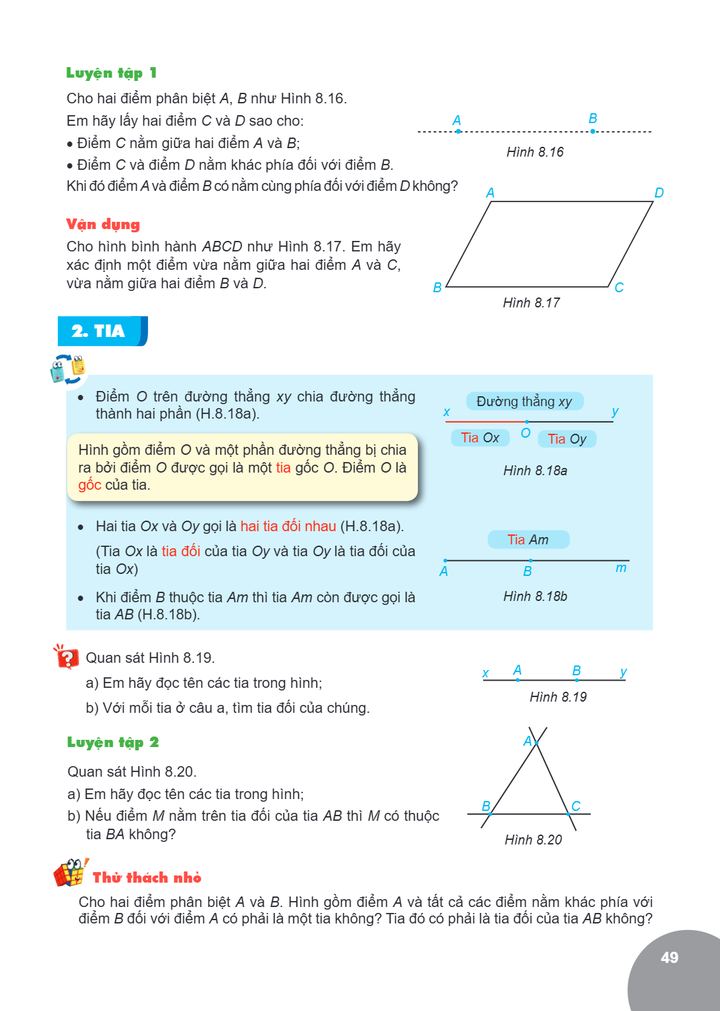 Luyện tập 1
Cho hai điểm phân biệt A, B như Hình 8.16.
Em hãy lấy hai điểm C và D sao cho:
• Điểm C nằm giữa hai điểm A và B;
• Điểm C và điểm D nằm khác phía đối với điểm B.
Khi đó điểm A và điểm B có nằm cùng phía đối với điểm D không?
A B
Hình 8.16
Vận dụng
Cho hình bình hành ABCD như Hình 8.17. Em hãy
xác định một điểm vừa nằm giữa hai điểm A và C,
vừa nằm giữa hai điểm B và D.
A D
B C
Hình 8.17
2. TIA
• Điểm O trên đường thẳng xy chia đường thẳng
thành hai phần (H.8.18a).
Hình gồm điểm O và một phần đường thẳng bị chia
ra bởi điểm O được gọi là một tia gốc O. Điểm O là
gốc của tia.
Đường thẳng xy
x y
Tia Ox O Tia Oy
Hình 8.18a
• Hai tia Ox và Oy gọi là hai tia đối nhau (H.8.18a).
(Tia Ox là tia đối của tia Oy và tia Oy là tia đối của
tia Ox)
• Khi điểm B thuộc tia Am thì tia Am còn được gọi là
tia AB (H.8.18b).
Tia Am
A B m
Hình 8.18b
?
Quan sát Hình 8.19.
a) Em hãy đọc tên các tia trong hình;
b) Với mỗi tia ở câu a, tìm tia đối của chúng.
x A B y
Hình 8.19
Luyện tập 2
Quan sát Hình 8.20.
a) Em hãy đọc tên các tia trong hình;
b) Nếu điểm M nằm trên tia đối của tia AB thì M có thuộc
tia BA không?
A
B C
Hình 8.20
Thử thách nhỏ
Cho hai điểm phân biệt A và B. Hình gồm điểm A và tất cả các điểm nằm khác phía với
điểm B đối với điểm A có phải là một tia không? Tia đó có phải là tia đối của tia AB không?
49